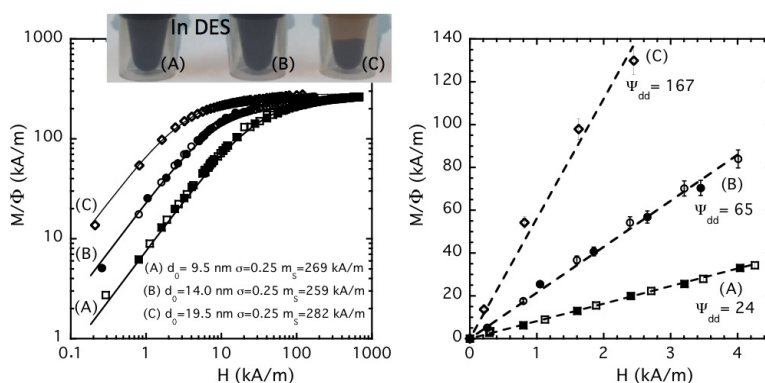 In DES
(A)
(B)
(C)
1000
100
10
1
M/Φ (kA/m)
(C)
(B)
(A)
(A) d₀= 9.5 nm σ=0.25 mₛ=269 kA/m
(B) d₀=14.0 nm σ=0.25 mₛ=259 kA/m
(C) d₀=19.5 nm σ=0.25 mₛ=282 kA/m
0.1 1 10 100 1000
H (kA/m)
140
120
100
80
60
40
20
0
M/Φ (kA/m)
(C)
Ψdd = 167
(B)
Ψdd = 65
(A)
Ψdd = 24
0 1 2 3 4
H (kA/m)